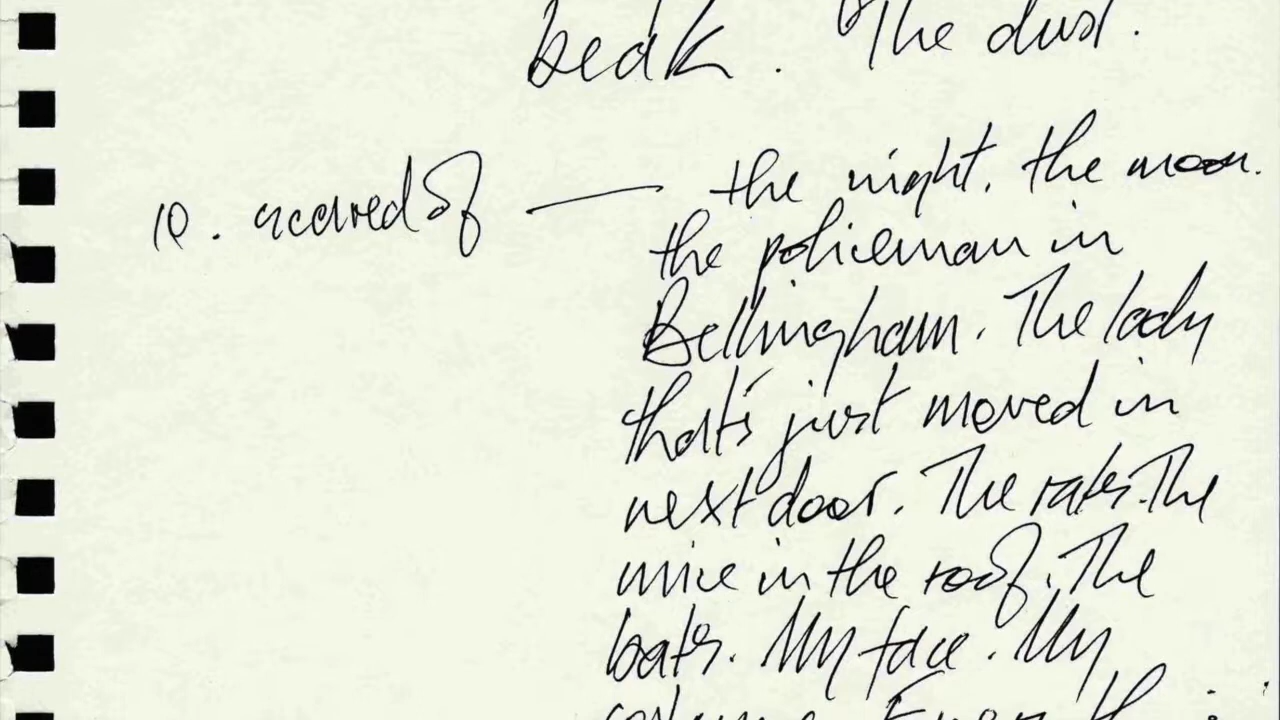 beak. The dust.
10. scared of — the night. the moon.
the policeman in
Bellingham. The lady
that's just moved in
next door. The rats. The
mice in the roof. The
bats. My face. My